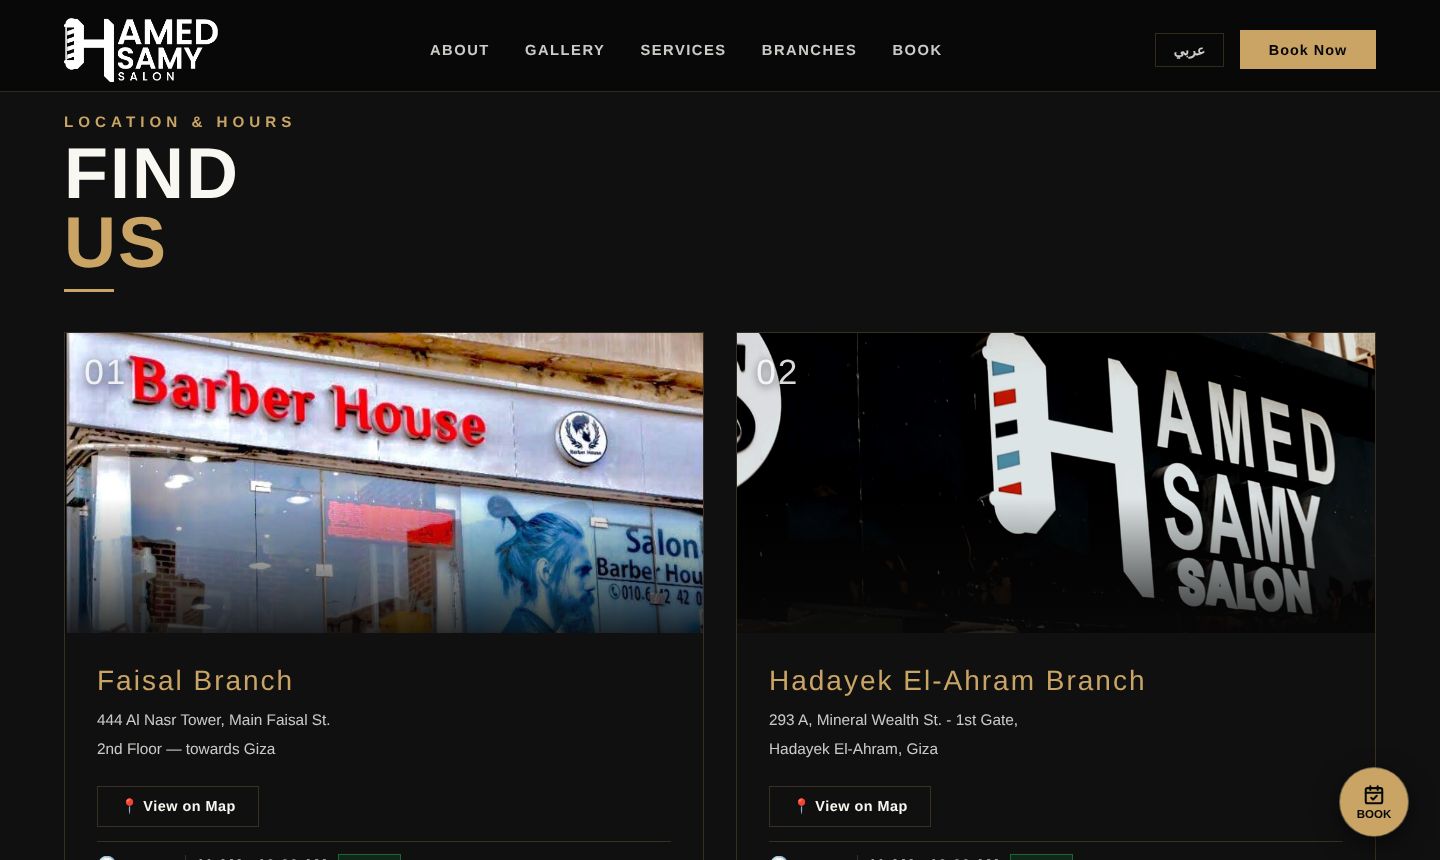 HAMED
SAMY
SALON
ABOUT
GALLERY
SERVICES
BRANCHES
BOOK
عربي
Book Now
LOCATION & HOURS
FIND
US
01
Barber House
Barber House
Salon
Barber Hou
02
HAMED
SAMY
SALON
Faisal Branch
444 Al Nasr Tower, Main Faisal St.
2nd Floor — towards Giza
View on Map
Hadayek El-Ahram Branch
293 A, Mineral Wealth St. - 1st Gate,
Hadayek El-Ahram, Giza
View on Map
BOOK